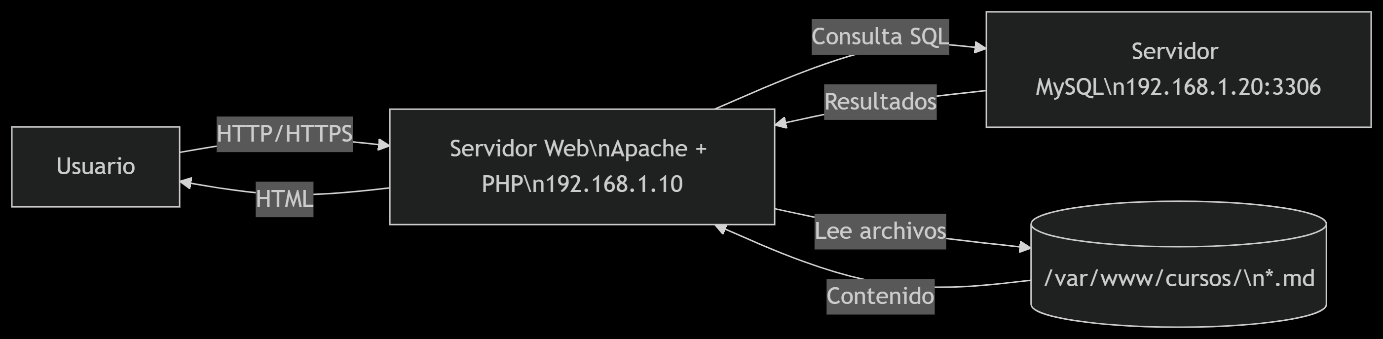 Usuario
HTTP/HTTPS
HTML
Servidor Web\nApache +
PHP\n192.168.1.10
Consulta SQL
Resultados
Servidor
MySQL\n192.168.1.20:3306
Lee archivos
Contenido
/var/www/cursos/\n*.md